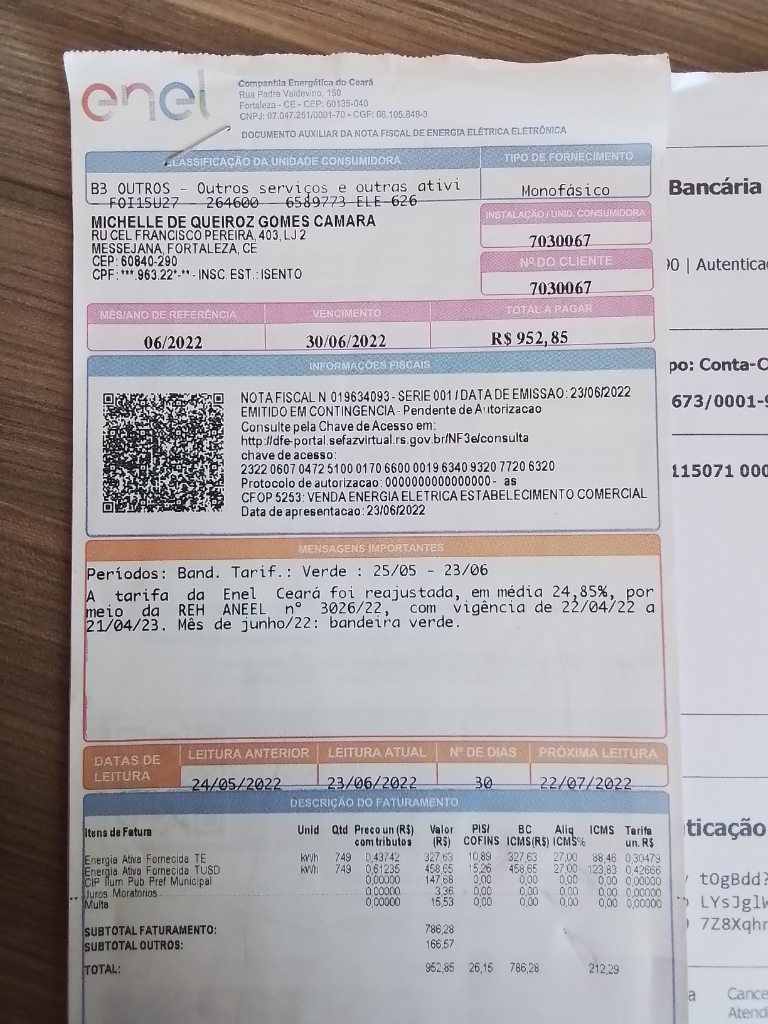 enel
Companhia Energética do Ceará
Rua Padre Valdevino, 150
Fortaleza - CE - CEP: 60135-040
CNPJ: 07.047.251/0001-70 - CGF: 06.105.848-3
DOCUMENTO AUXILIAR DA NOTA FISCAL DE ENERGIA ELÉTRICA ELETRÔNICA
CLASSIFICAÇÃO DA UNIDADE CONSUMIDORA
TIPO DE FORNECIMENTO
B3 OUTROS - Outros serviços e outras ativi
Monofásico
FOI15U27 - 264600 - 6589773 ELE-626
MICHELLE DE QUEIROZ GOMES CAMARA
RU CEL FRANCISCO PEREIRA, 403, LJ 2
MESSEJANA, FORTALEZA, CE
CEP: 60840-290
CPF: ***.963.22*-** - INSC. EST.: ISENTO
INSTALAÇÃO / UNID. CONSUMIDORA
7030067
Nº DO CLIENTE
7030067
MÊS/ANO DE REFERÊNCIA VENCIMENTO TOTAL A PAGAR
06/2022 30/06/2022 R$ 952,85
INFORMAÇÕES FISCAIS
NOTA FISCAL N 019634093 - SERIE 001 / DATA DE EMISSAO: 23/06/2022
EMITIDO EM CONTINGENCIA - Pendente de Autorizacao
Consulte pela Chave de Acesso em:
http://dfe-portal.sefazvirtual.rs.gov.br/NF3e/consulta
chave de acesso:
2322 0607 0472 5100 0170 6600 0019 6340 9320 7720 6320
Protocolo de autorizacao: 0000000000000000 - as
CFOP 5253: VENDA ENERGIA ELETRICA ESTABELECIMENTO COMERCIAL
Data de apresentacao: 23/06/2022
MENSAGENS IMPORTANTES
Períodos: Band. Tarif.: Verde : 25/05 - 23/06
A tarifa da Enel Ceará foi reajustada, em média 24,85%, por
meio da REH ANEEL nº 3026/22, com vigência de 22/04/22 a
21/04/23. Mês de junho/22: bandeira verde.
DATAS DE LEITURA
LEITURA ANTERIOR LEITURA ATUAL Nº DE DIAS PRÓXIMA LEITURA
24/05/2022 23/06/2022 30 22/07/2022
DESCRIÇÃO DO FATURAMENTO
Itens de Fatura Unid Qtd Preco un (R$) com tributos Valor (R$) PIS/ COFINS BC ICMS(R$) Aliq ICMS% ICMS Tarifa un. R$
Energia Ativa Fornecida TE kWh 749 0,43742 327,63 10,89 327,63 27,00 88,46 0,30479
Energia Ativa Fornecida TUSD kWh 749 0,61235 458,65 15,26 458,65 27,00 123,83 0,42666
CIP Ilum Pub Pref Municipal 0,00000 147,68 0,00 0,00 0,00 0,00 0,00000
Juros Moratorios 0,00000 3,36 0,00 0,00 0,00 0,00 0,00000
Multa 0,00000 15,53 0,00 0,00 0,00 0,00 0,00000
SUBTOTAL FATURAMENTO: 786,28
SUBTOTAL OUTROS: 166,57
TOTAL: 952,85 26,15 786,28 212,29
Bancária
| Autentica
po: Conta-C
673/0001-9
115071 000
ticação
tOgBdd
LYsJgl
7Z8Xqh
Cance
Atend